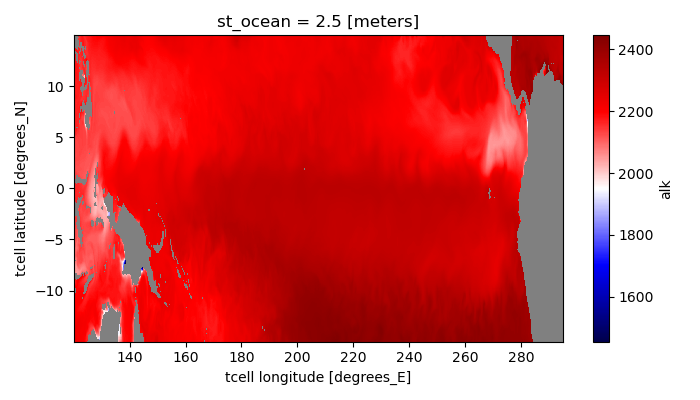 st_ocean = 2.5 [meters]
tcell latitude [degrees_N]
10
5
0
−5
−10
140 160 180 200 220 240 260 280
tcell longitude [degrees_E]
2400
2200
2000
1800
1600
alk